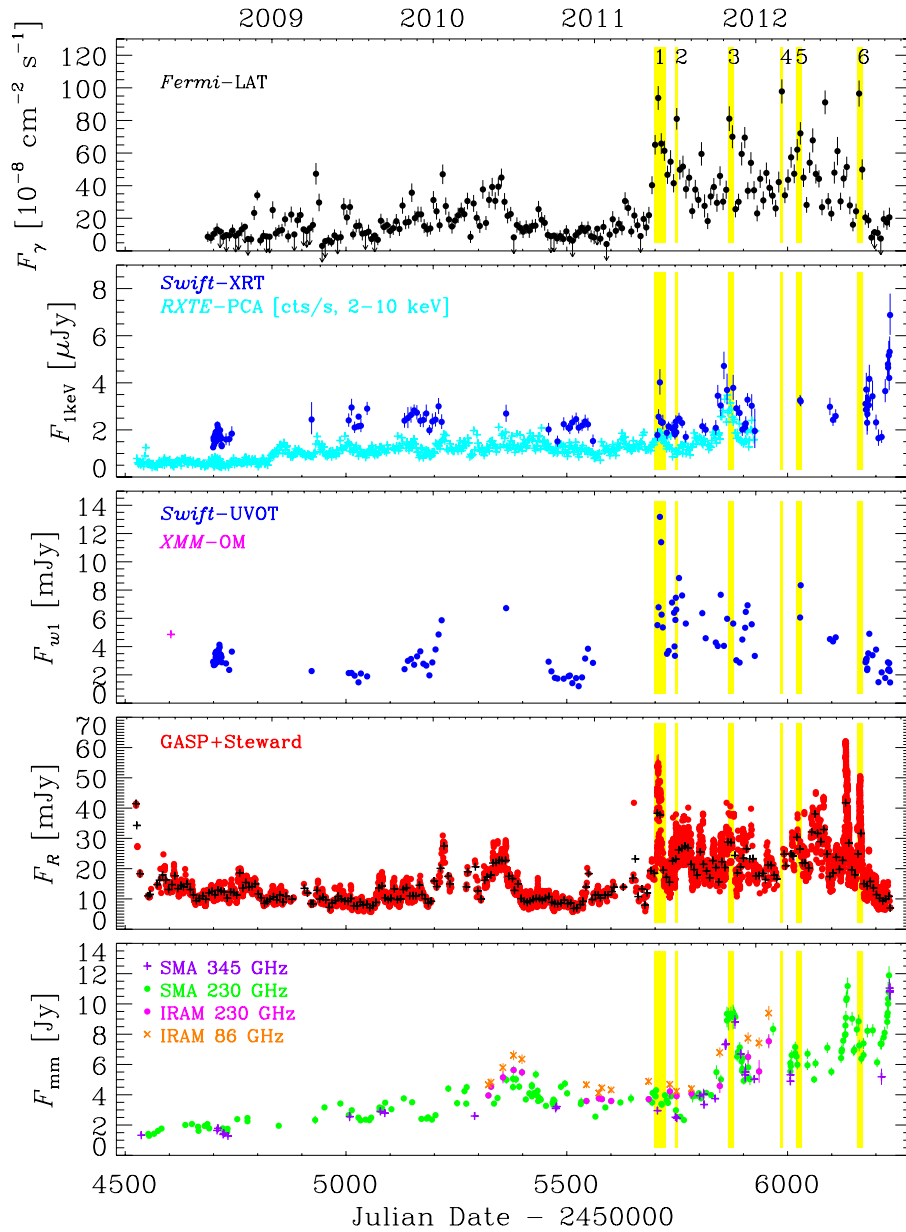 2009 2010 2011 2012
F_γ [10⁻⁸ cm⁻² s⁻¹]
120
100
80
60
40
20
0
Fermi-LAT
1 2 3 4 5 6
F_1keV [μJy]
8
6
4
2
0
Swift-XRT
RXTE-PCA [cts/s, 2-10 keV]
F_w1 [mJy]
14
12
10
8
6
4
2
0
Swift-UVOT
XMM-OM
F_R [mJy]
70
60
50
40
30
20
10
0
GASP+Steward
F_mm [Jy]
14
12
10
8
6
4
2
0
SMA 345 GHz
SMA 230 GHz
IRAM 230 GHz
IRAM 86 GHz
4500 5000 5500 6000
Julian Date - 2450000